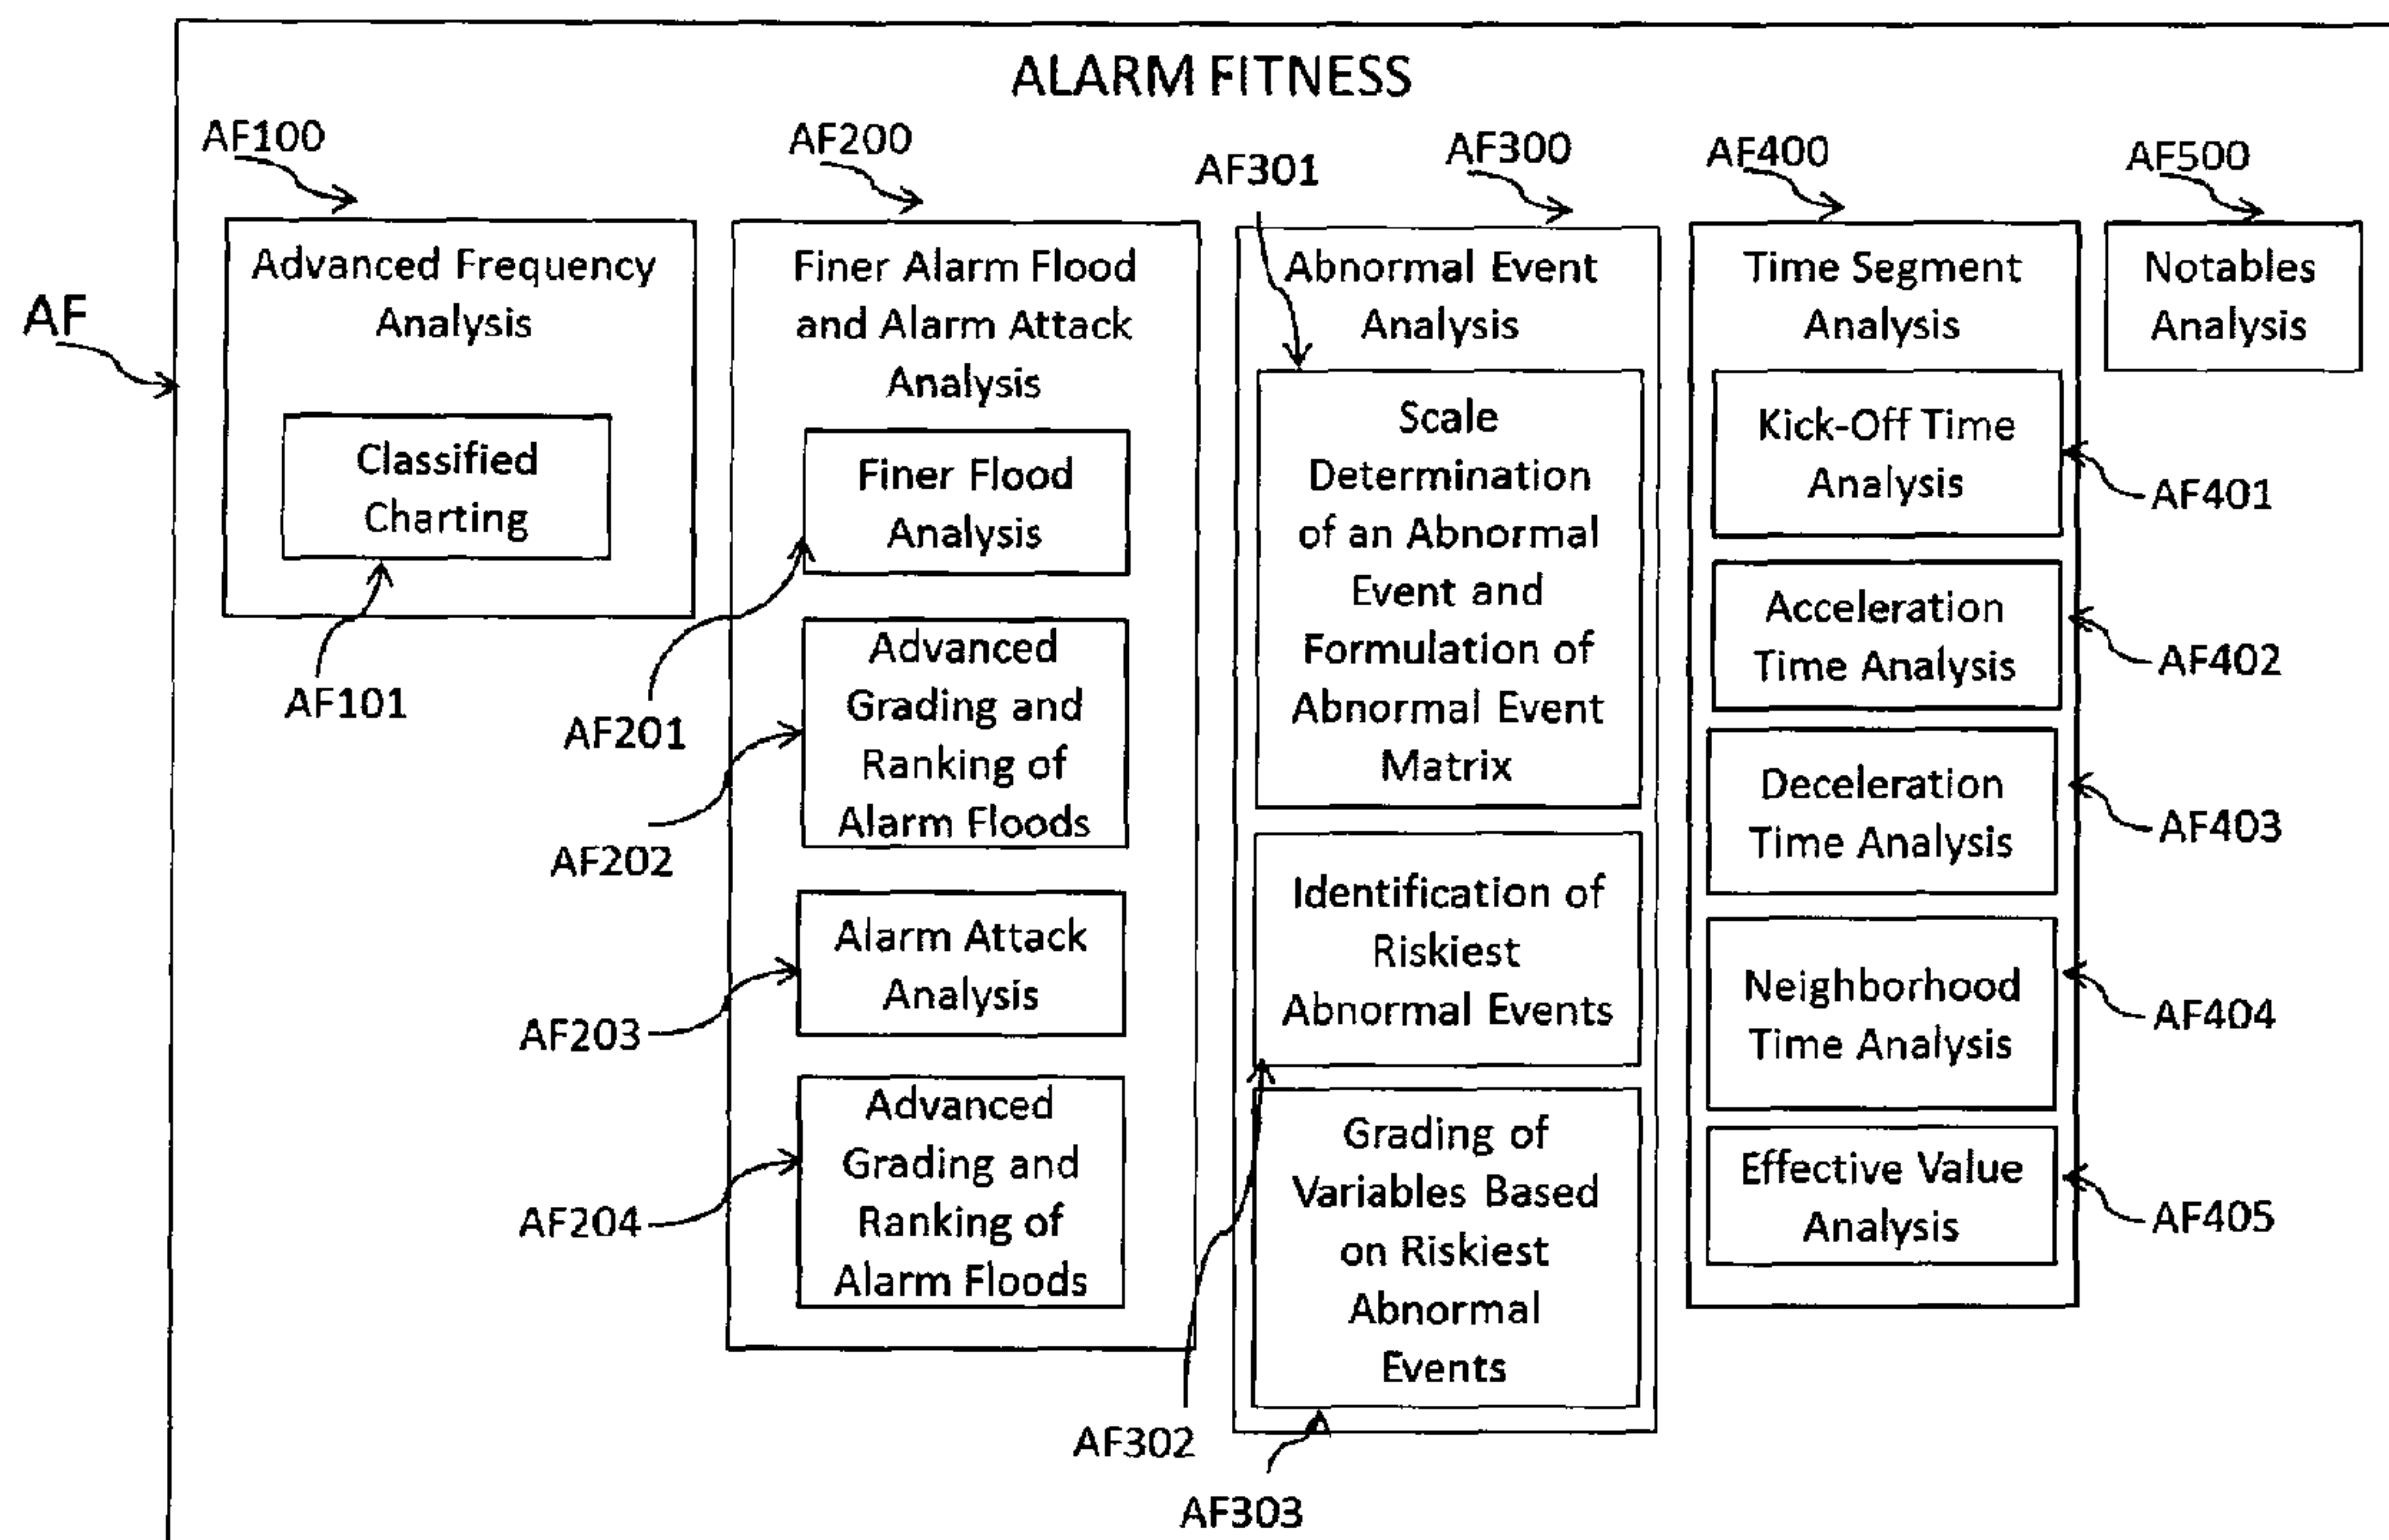 ALARM FITNESS
AF
AF100
Advanced Frequency
Analysis
Classified
Charting
AF101
AF200
Finer Alarm Flood
and Alarm Attack
Analysis
Finer Flood
Analysis
AF201
Advanced
Grading and
Ranking of
Alarm Floods
AF202
Alarm Attack
Analysis
AF203
Advanced
Grading and
Ranking of
Alarm Floods
AF204
AF300
Abnormal Event
Analysis
AF301
Scale
Determination
of an Abnormal
Event and
Formulation of
Abnormal Event
Matrix
Identification of
Riskiest
Abnormal Events
AF302
Grading of
Variables Based
on Riskiest
Abnormal
Events
AF303
AF400
Time Segment
Analysis
Kick-Off Time
Analysis
AF401
Acceleration
Time Analysis
AF402
Deceleration
Time Analysis
AF403
Neighborhood
Time Analysis
AF404
Effective Value
Analysis
AF405
AF500
Notables
Analysis